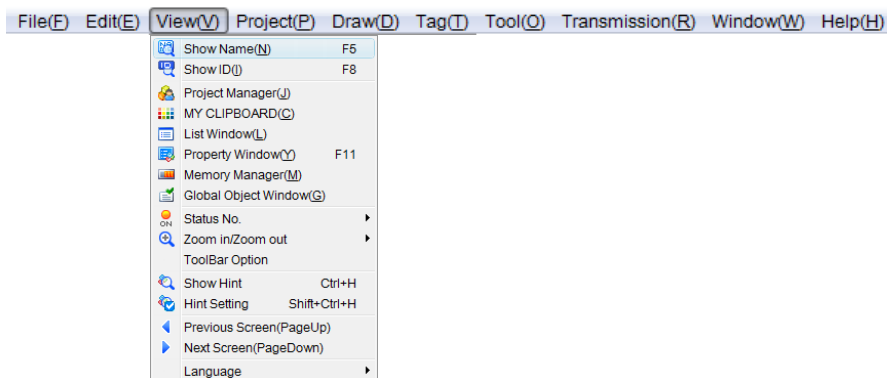 File(F) Edit(E) View(V) Project(P) Draw(D) Tag(T) Tool(O) Transmission(R) Window(W) Help(H)
Show Name(N) F5
Show ID(I) F8
Project Manager(J)
MY CLIPBOARD(C)
List Window(L)
Property Window(Y) F11
Memory Manager(M)
Global Object Window(G)
ON Status No.
Zoom in/Zoom out
ToolBar Option
Show Hint Ctrl+H
Hint Setting Shift+Ctrl+H
Previous Screen(PageUp)
Next Screen(PageDown)
Language